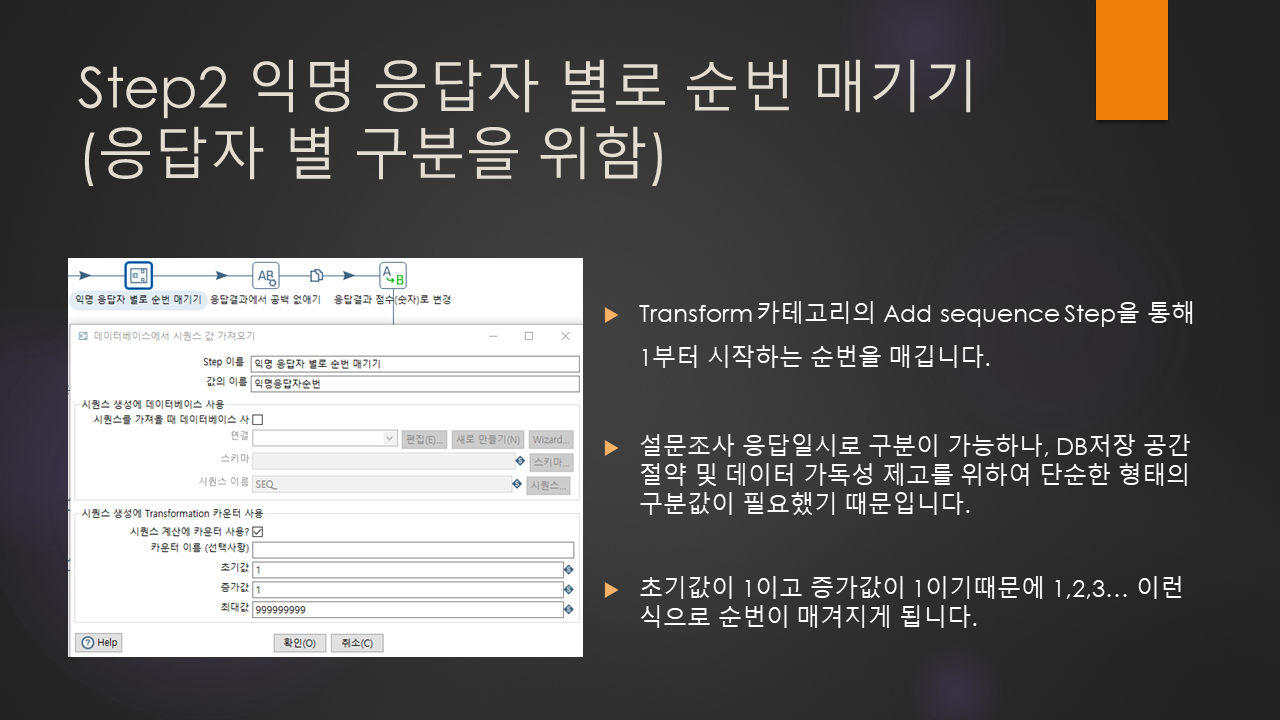 Step2 익명 응답자 별로 순번 매기기
(응답자 별 구분을 위함)
AB
A
B
익명 응답자 별로 순번 매기기
응답결과에서 공백 없애기
응답결과 점수(숫자)로 변경
데이터베이스에서 시퀀스 값 가져오기
Step 이름 익명 응답자 별로 순번 매기기
값의 이름 익명응답자순번
시퀀스 생성에 데이터베이스 사용
시퀀스를 가져올 때 데이터베이스 사
연결 편집(E)... 새로 만들기(N) Wizard...
스키마 스키마...
시퀀스 이름 SEQ_ 시퀀스...
시퀀스 생성에 Transformation 카운터 사용
시퀀스 계산에 카운터 사용?
카운터 이름 (선택사항)
초기값 1
증가값 1
최대값 999999999
Help 확인(O) 취소(C)
Transform카테고리의 Add sequence Step을 통해
1부터 시작하는 순번을 매깁니다.
설문조사 응답일시로 구분이 가능하나, DB저장 공간
절약 및 데이터 가독성 제고를 위하여 단순한 형태의
구분값이 필요했기 때문입니다.
초기값이 1이고 증가값이 1이기때문에 1,2,3... 이런
식으로 순번이 매겨지게 됩니다.